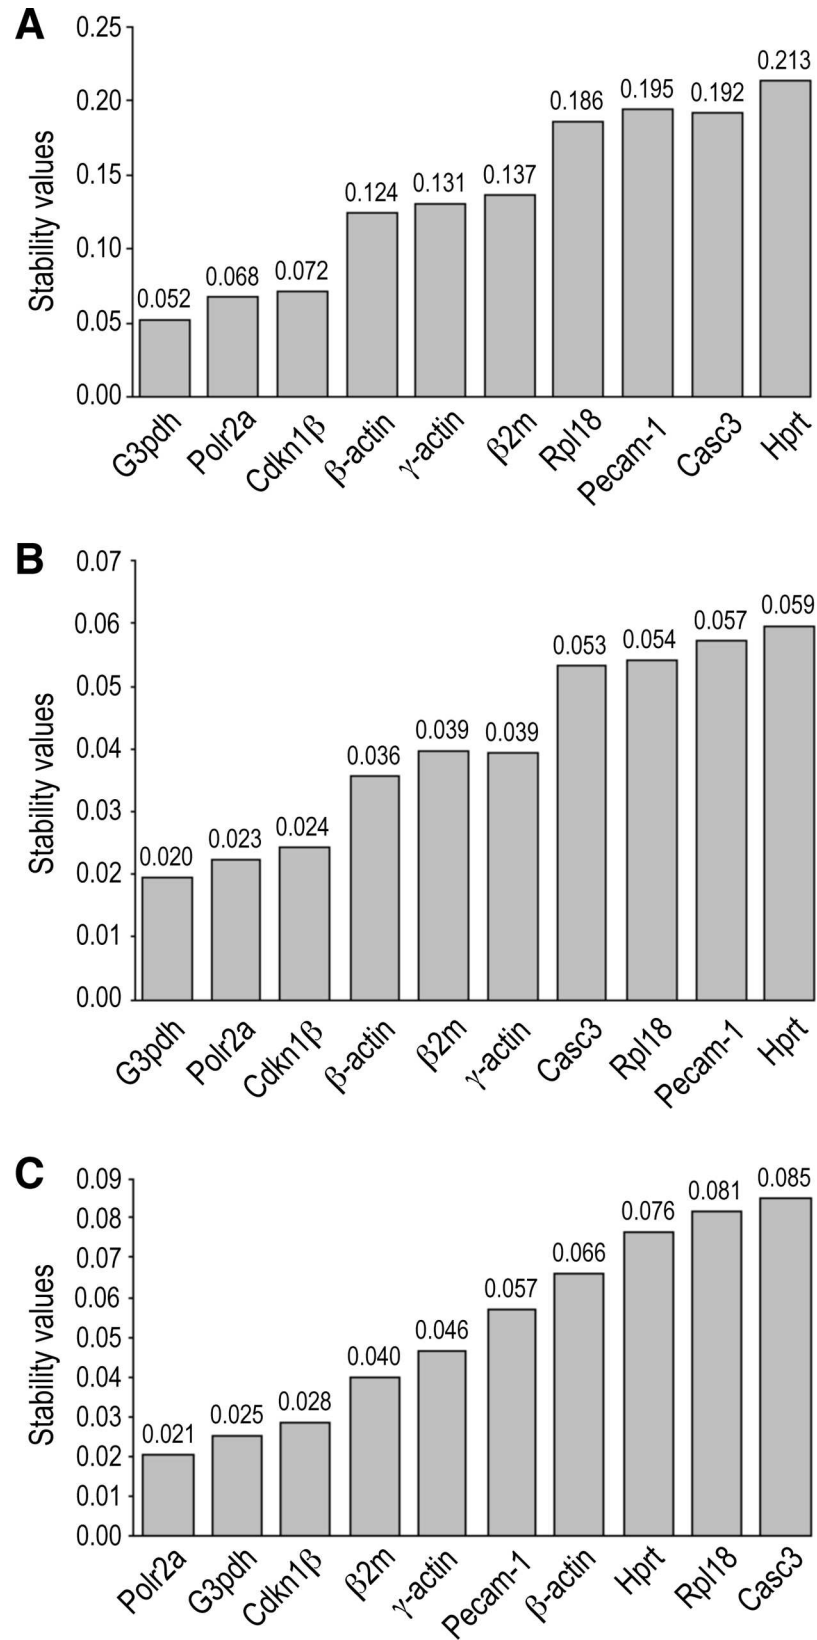 A
Stability values
0.25
0.20
0.15
0.10
0.05
0.00
0.052
0.068
0.072
0.124
0.131
0.137
0.186
0.195
0.192
0.213
G3pdh
Polr2a
Cdkn1β
β-actin
γ-actin
β2m
Rpl18
Pecam-1
Casc3
Hprt
B
Stability values
0.07
0.06
0.05
0.04
0.03
0.02
0.01
0.00
0.020
0.023
0.024
0.036
0.039
0.039
0.053
0.054
0.057
0.059
G3pdh
Polr2a
Cdkn1β
β-actin
β2m
γ-actin
Casc3
Rpl18
Pecam-1
Hprt
C
Stability values
0.09
0.08
0.07
0.06
0.05
0.04
0.03
0.02
0.01
0.00
0.021
0.025
0.028
0.040
0.046
0.057
0.066
0.076
0.081
0.085
Polr2a
G3pdh
Cdkn1β
β2m
γ-actin
Pecam-1
β-actin
Hprt
Rpl18
Casc3